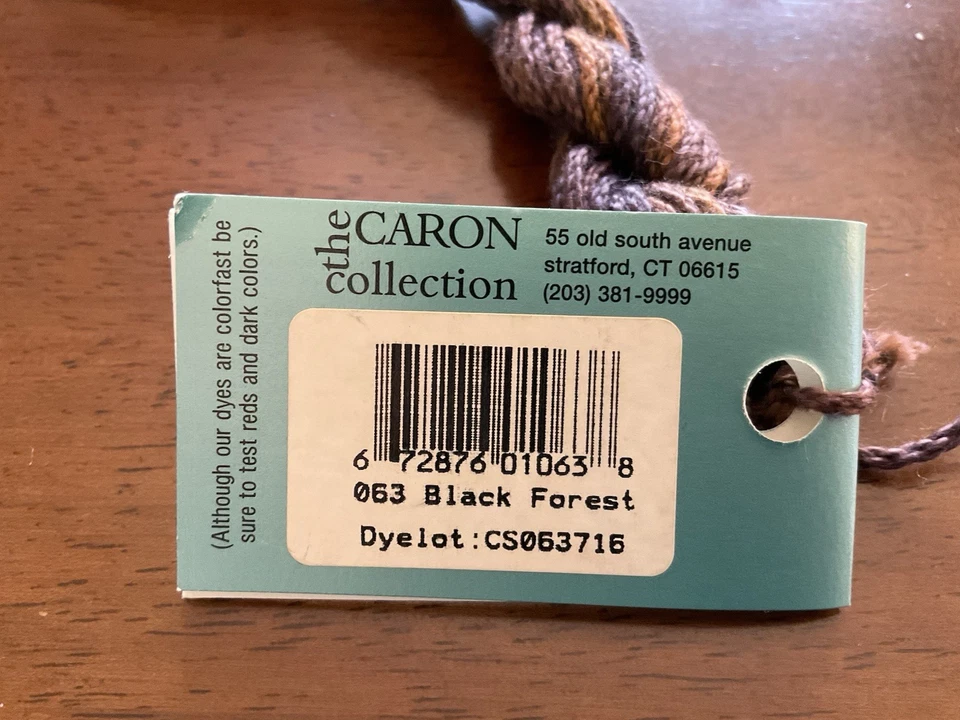 (Although our dyes are colorfast be
sure to test reds and dark colors.)
the CARON
collection
55 old south avenue
stratford, CT 06615
(203) 381-9999
6 72876 01063 8
063 Black Forest
Dyelot:CS063716